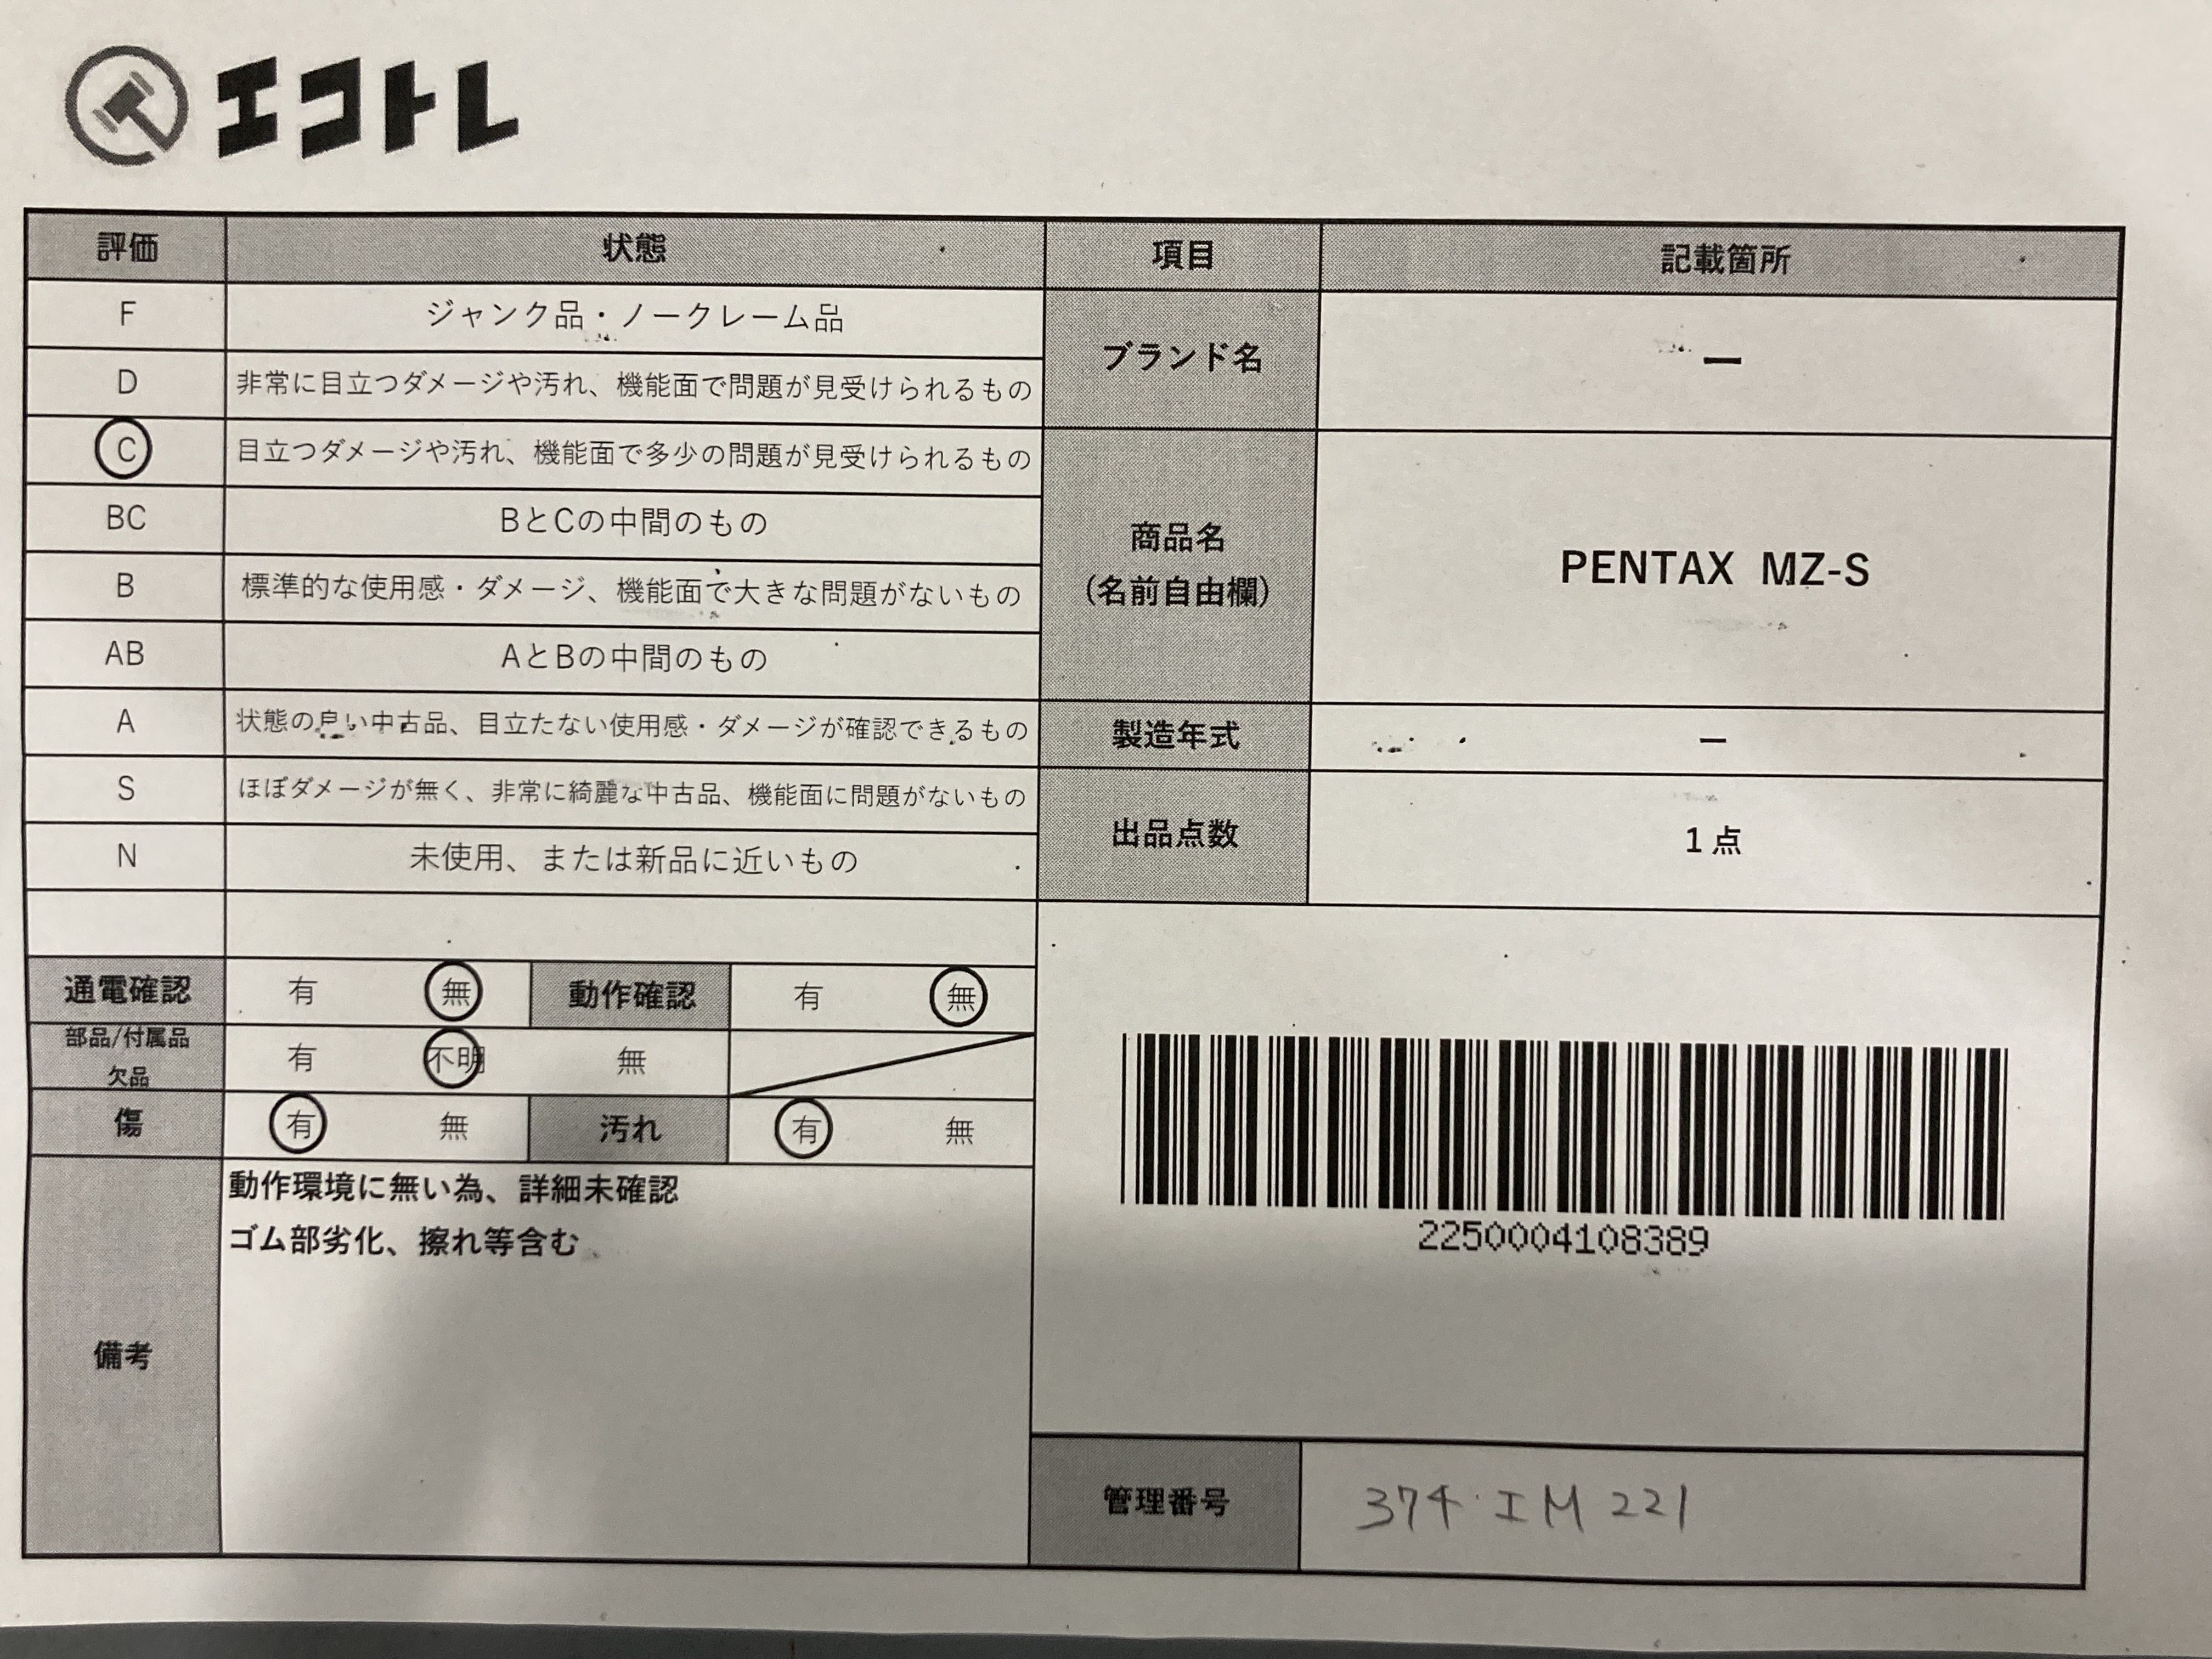 エコトレ
評価 状態 項目 記載箇所
F ジャンク品・ノークレーム品
D 非常に目立つダメージや汚れ、機能面で問題が見受けられるもの
ブランド名 ー
C 目立つダメージや汚れ、機能面で多少の問題が見受けられるもの
BC BとCの中間のもの
B 標準的な使用感・ダメージ、機能面で大きな問題がないもの
商品名
(名前自由欄)
PENTAX MZ-S
AB AとBの中間のもの
A 状態の良い中古品、目立たない使用感・ダメージが確認できるもの
製造年式 ー
S ほぼダメージが無く、非常に綺麗な中古品、機能面に問題がないもの
出品点数 1点
N 未使用、または新品に近いもの
通電確認 有 無 動作確認 有 無
部品/付属品
欠品
有 不明 無
傷 有 無 汚れ 有 無
備考
動作環境に無い為、詳細未確認
ゴム部劣化、擦れ等含む
2250004108389
管理番号 374 IM 221